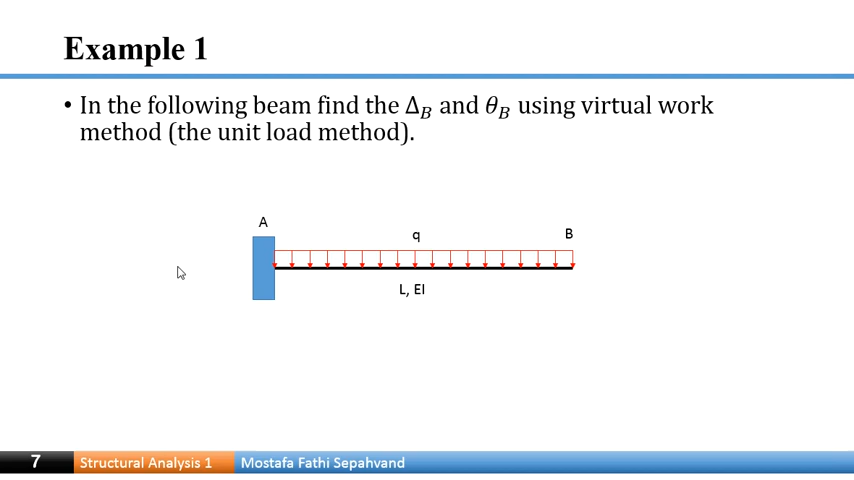 Example 1
• In the following beam find the Δ_B and θ_B using virtual work
method (the unit load method).
A
q
B
L, EI
7
Structural Analysis 1
Mostafa Fathi Sepahvand